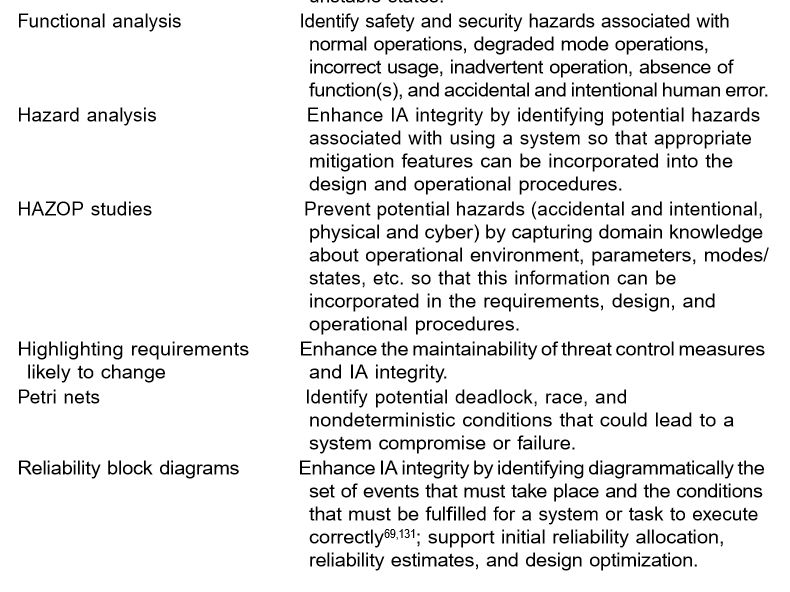 unstable states.
Functional analysis Identify safety and security hazards associated with
normal operations, degraded mode operations,
incorrect usage, inadvertent operation, absence of
function(s), and accidental and intentional human error.
Hazard analysis Enhance IA integrity by identifying potential hazards
associated with using a system so that appropriate
mitigation features can be incorporated into the
design and operational procedures.
HAZOP studies Prevent potential hazards (accidental and intentional,
physical and cyber) by capturing domain knowledge
about operational environment, parameters, modes/
states, etc. so that this information can be
incorporated in the requirements, design, and
operational procedures.
Highlighting requirements Enhance the maintainability of threat control measures
likely to change and IA integrity.
Petri nets Identify potential deadlock, race, and
nondeterministic conditions that could lead to a
system compromise or failure.
Reliability block diagrams Enhance IA integrity by identifying diagrammatically the
set of events that must take place and the conditions
that must be fulfilled for a system or task to execute
correctly69,131; support initial reliability allocation,
reliability estimates, and design optimization.